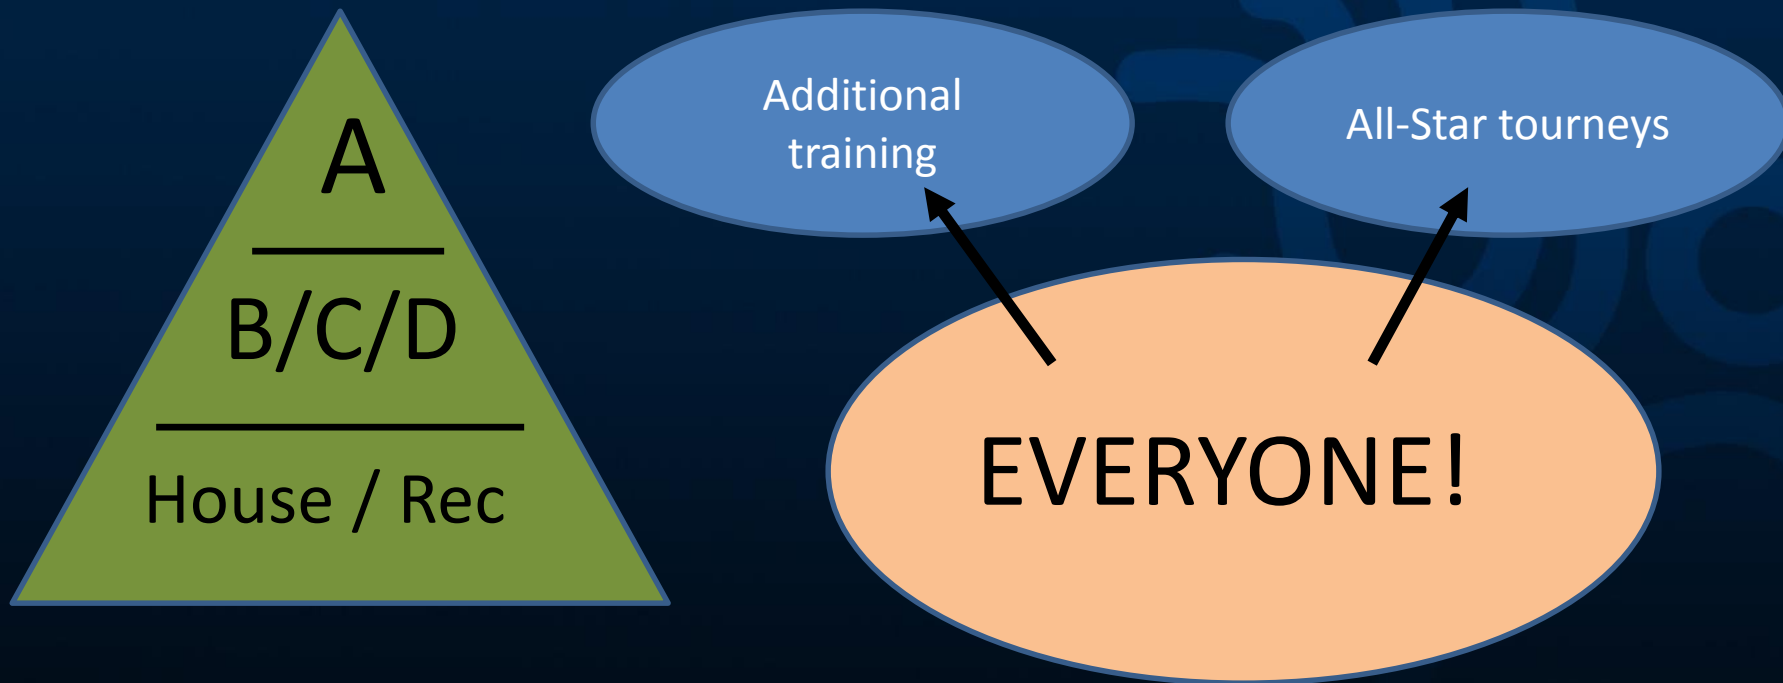 A
B/C/D
House / Rec
Additional
training
All-Star tourneys
EVERYONE!